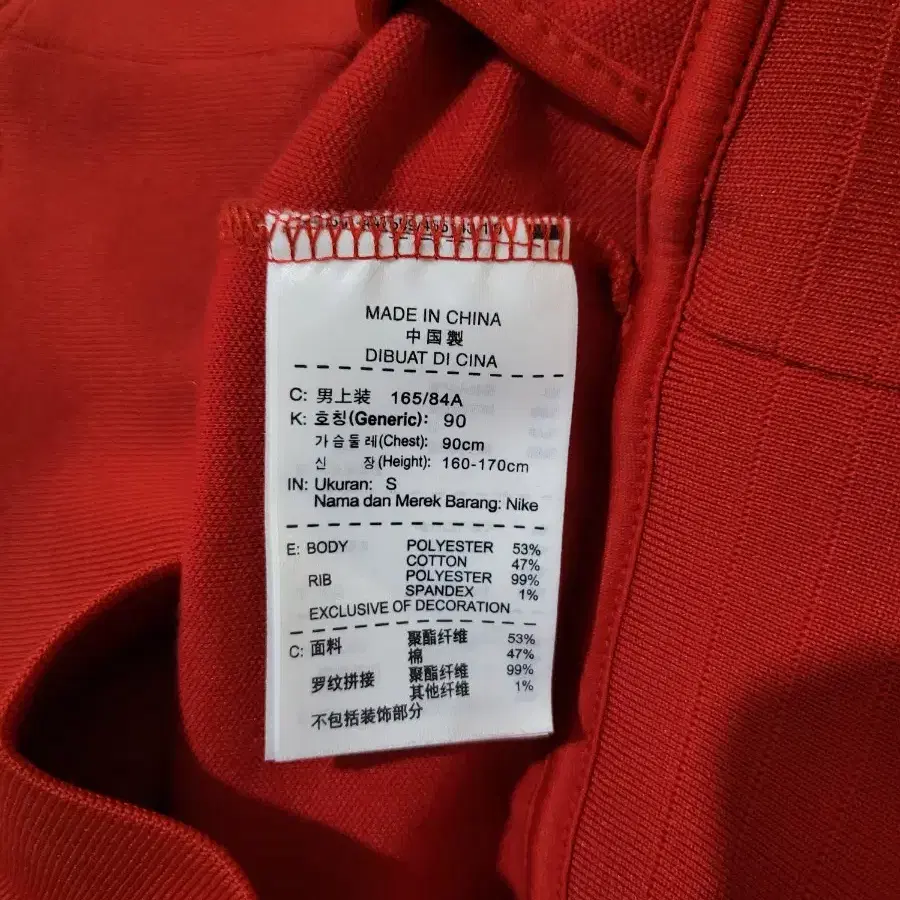 MADE IN CHINA
中国製
DIBUAT DI CINA
C: 男上装 165/84A
K: 호칭(Generic): 90
가슴둘레(Chest): 90cm
신 장(Height): 160-170cm
IN: Ukuran: S
Nama dan Merek Barang: Nike
E: BODY POLYESTER 53%
COTTON 47%
RIB POLYESTER 99%
SPANDEX 1%
EXCLUSIVE OF DECORATION
C: 面料 聚酯纤维 53%
棉 47%
罗纹拼接 聚酯纤维 99%
其他纤维 1%
不包括装饰部分